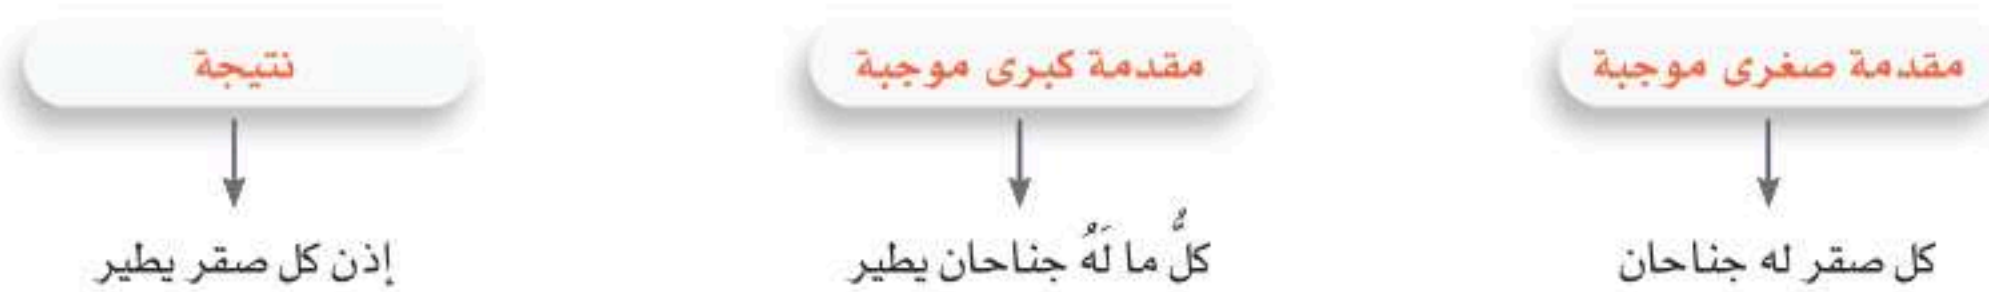 مقدمة صغرى موجبة
كل صقر له جناحان
مقدمة كبرى موجبة
كلُّ ما لَهُ جناحان يطير
نتيجة
إذن كل صقر يطير